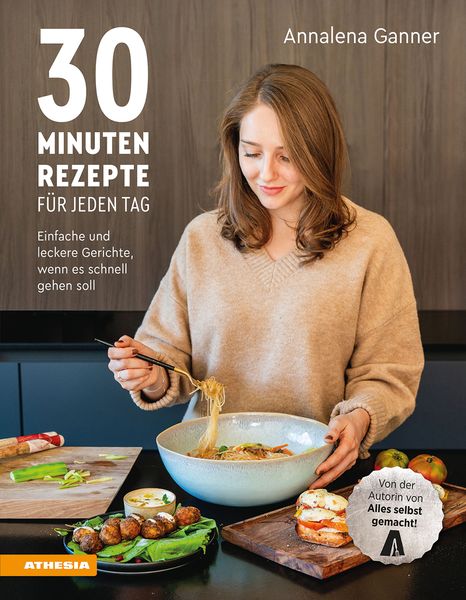 Annalena Ganner
30
MINUTEN
REZEPTE
FÜR JEDEN TAG
Einfache und
leckere Gerichte,
wenn es schnell
gehen soll
Von der
Autorin von
Alles selbst
gemacht!
A
ATHESIA